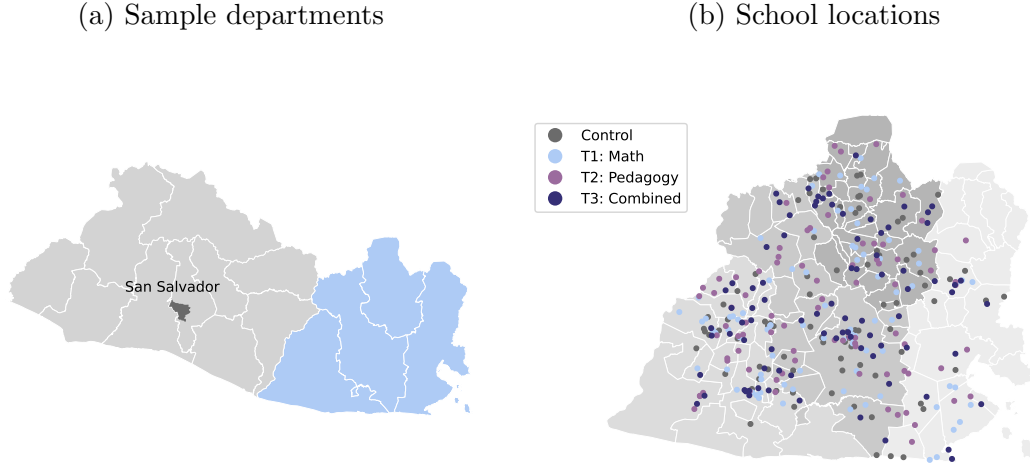 (a) Sample departments
(b) School locations
San Salvador
Control
T1: Math
T2: Pedagogy
T3: Combined